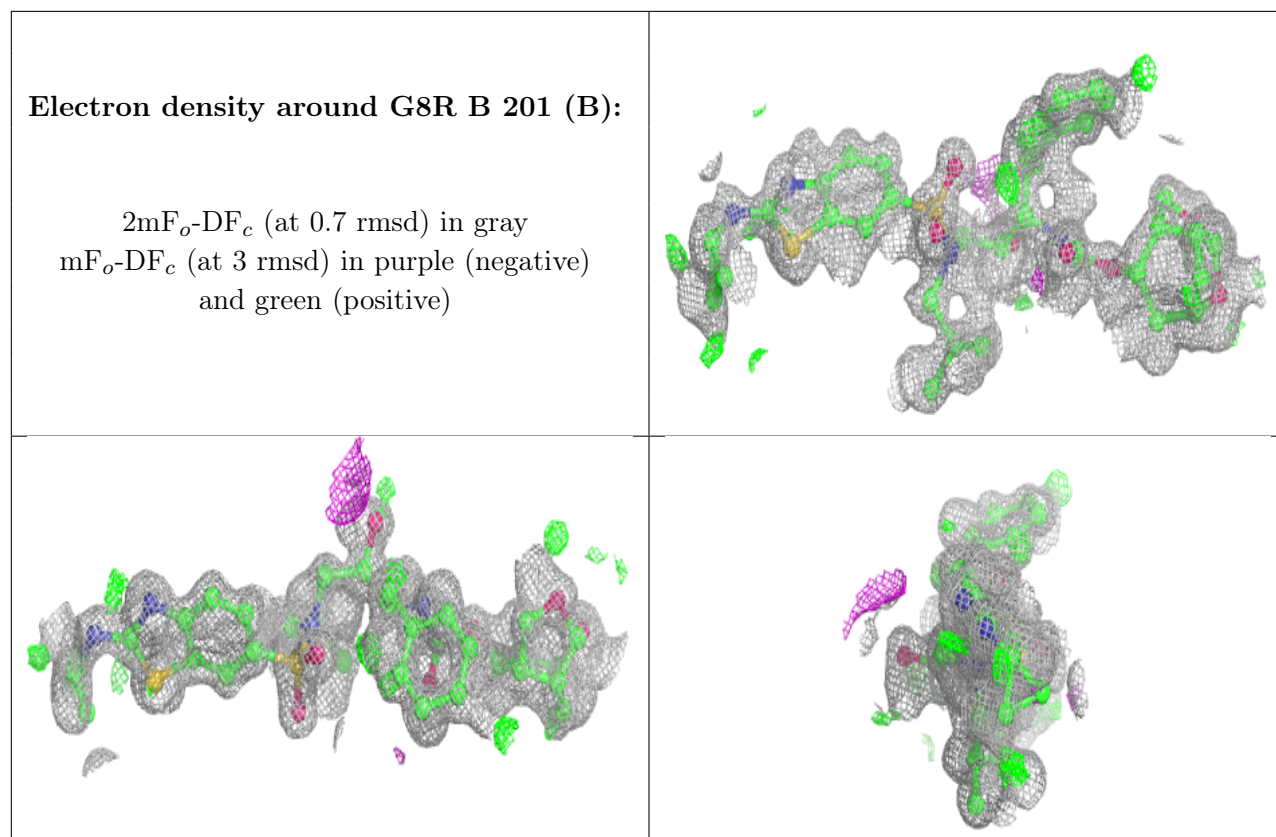 Electron density around G8R B 201 (B):
2mFₒ-DF𝒸 (at 0.7 rmsd) in gray
mFₒ-DF𝒸 (at 3 rmsd) in purple (negative)
and green (positive)